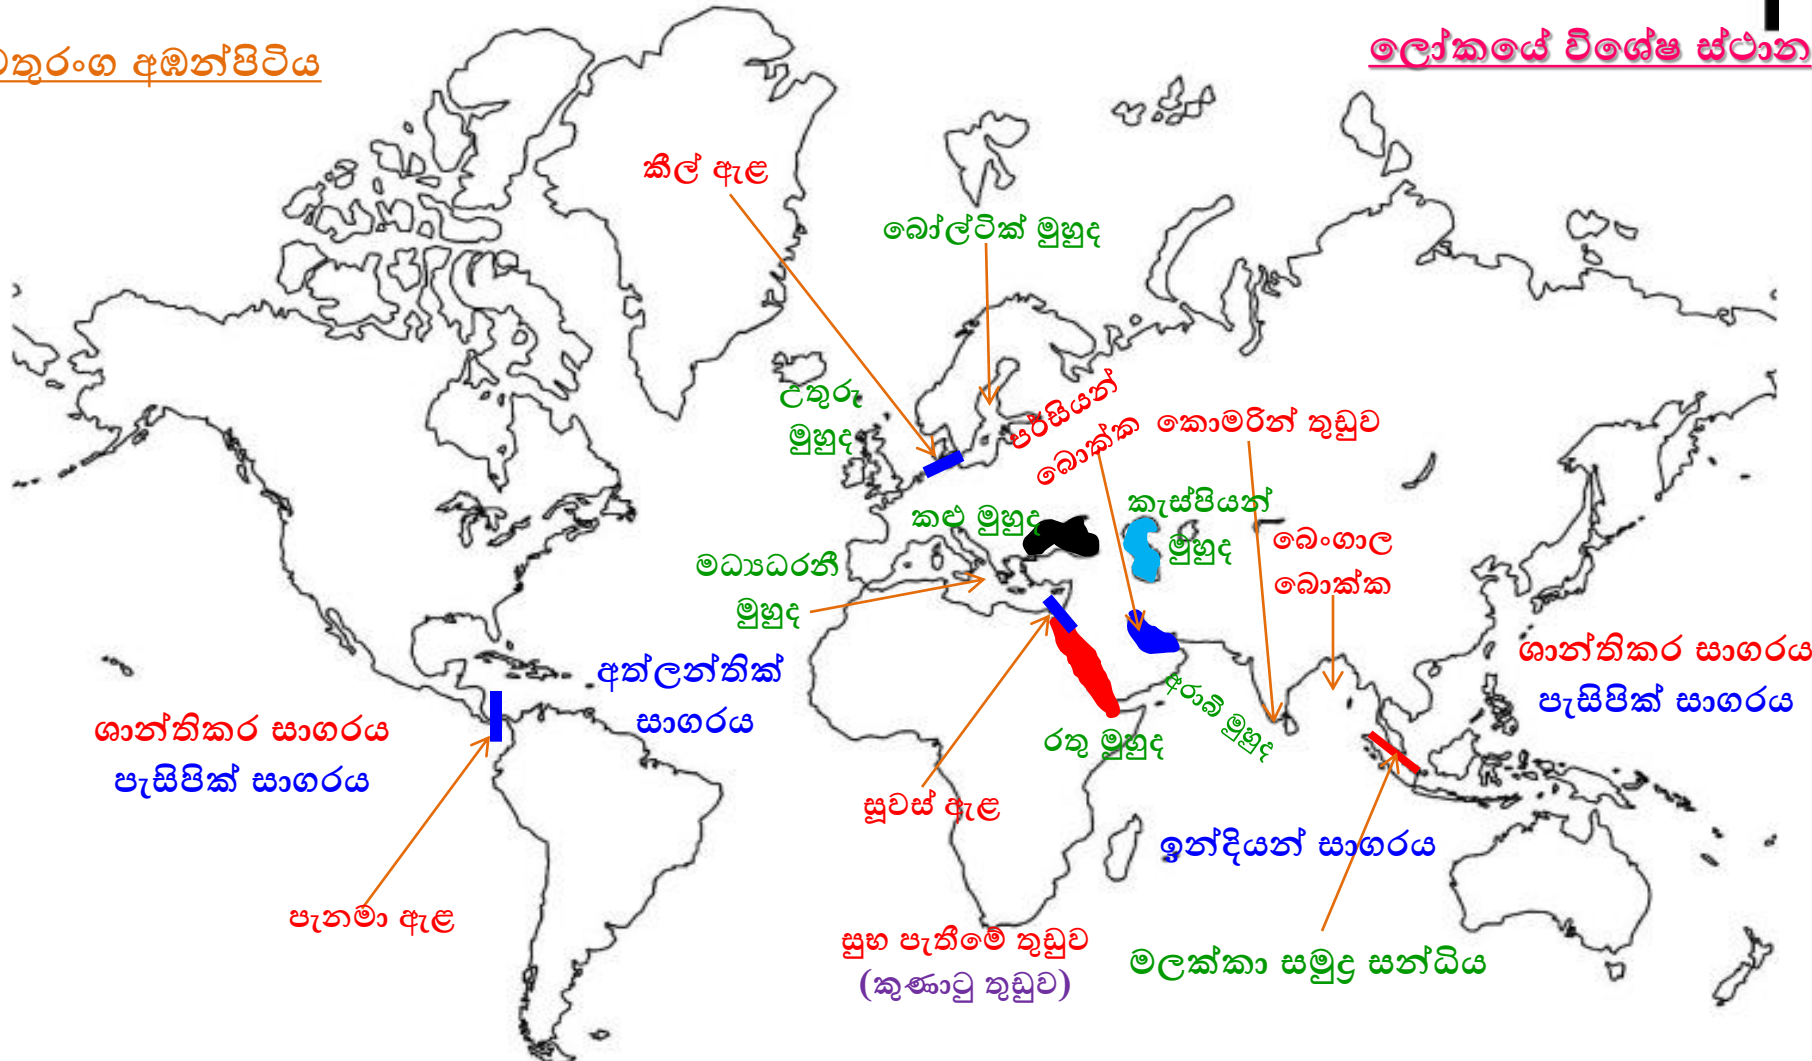 අඹන්පිටිය
ලෝකයේ විශේෂ ස්ථාන
කීල් ඇළ
බෝල්ටික් මුහුද
උතුරු
මුහුද
පර්සියන්
බොක්ක
කොමරින් තුඩුව
කළු මුහුද
කැස්පියන්
මුහුද
බෙංගාල
බොක්ක
මධ්‍යධරනී
මුහුද
අත්ලන්තික්
සාගරය
ශාන්තිකර සාගරය
පැසිපික් සාගරය
ශාන්තිකර සාගරය
පැසිපික් සාගරය
අරාබි මුහුද
රතු මුහුද
සූවස් ඇළ
ඉන්දියන් සාගරය
පැනමා ඇළ
සුභ පැතීමේ තුඩුව
(කුණාටු තුඩුව)
මලක්කා සමුද්‍ර සන්ධිය